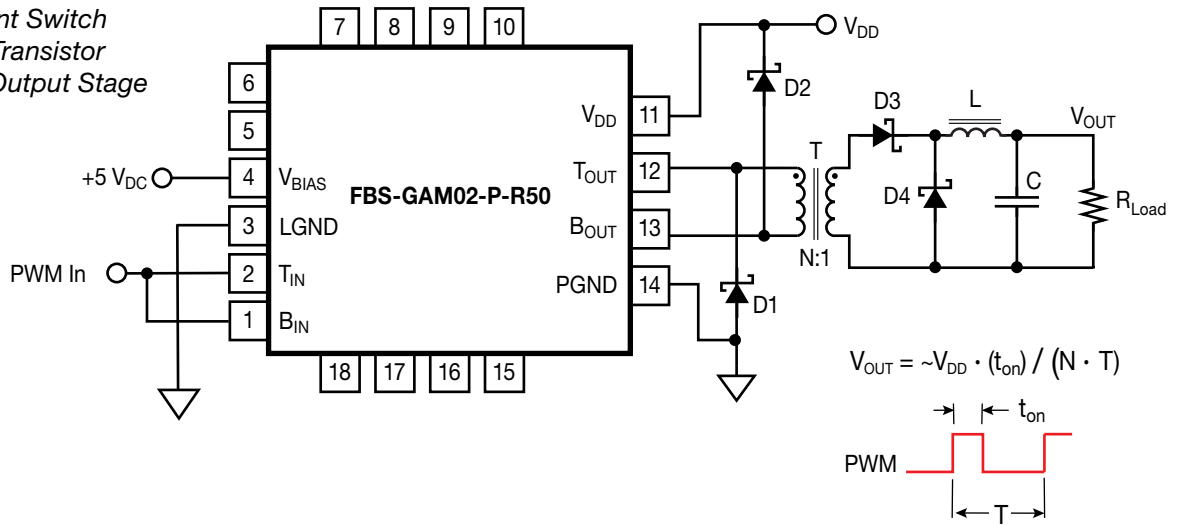 nt Switch
Transistor
Output Stage
7 8 9 10
6
5
+5 V_DC 4 V_BIAS
3 LGND
PWM In 2 T_IN
1 B_IN
FBS-GAM02-P-R50
V_DD 11
T_OUT 12
B_OUT 13
PGND 14
18 17 16 15
V_DD
D2
D1
T
N:1
D3
D4
L
C
V_OUT
R_Load
V_OUT = ~V_DD · (t_on) / (N · T)
t_on
PWM
T